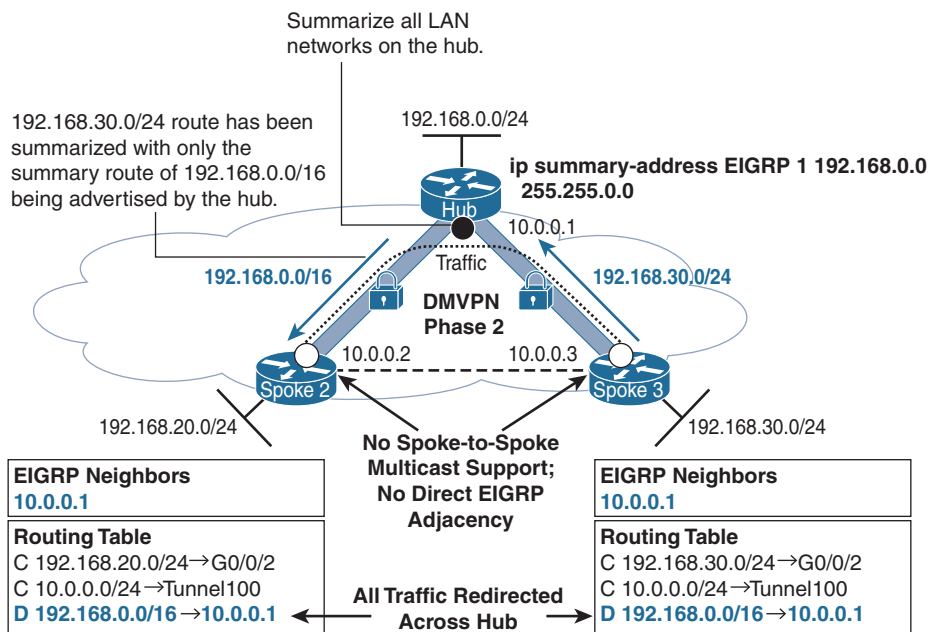 Summarize all LAN
networks on the hub.
192.168.30.0/24 route has been
summarized with only the
summary route of 192.168.0.0/16
being advertised by the hub.
192.168.0.0/24
ip summary-address EIGRP 1 192.168.0.0
255.255.0.0
Hub
10.0.0.1
Traffic
192.168.0.0/16
192.168.30.0/24
DMVPN
Phase 2
10.0.0.2
10.0.0.3
Spoke 2
Spoke 3
192.168.20.0/24
192.168.30.0/24
No Spoke-to-Spoke
Multicast Support;
No Direct EIGRP
Adjacency
EIGRP Neighbors
10.0.0.1
Routing Table
C 192.168.20.0/24→G0/0/2
C 10.0.0.0/24→Tunnel100
D 192.168.0.0/16→10.0.0.1
All Traffic Redirected
Across Hub
EIGRP Neighbors
10.0.0.1
Routing Table
C 192.168.30.0/24→G0/0/2
C 10.0.0.0/24→Tunnel100
D 192.168.0.0/16→10.0.0.1